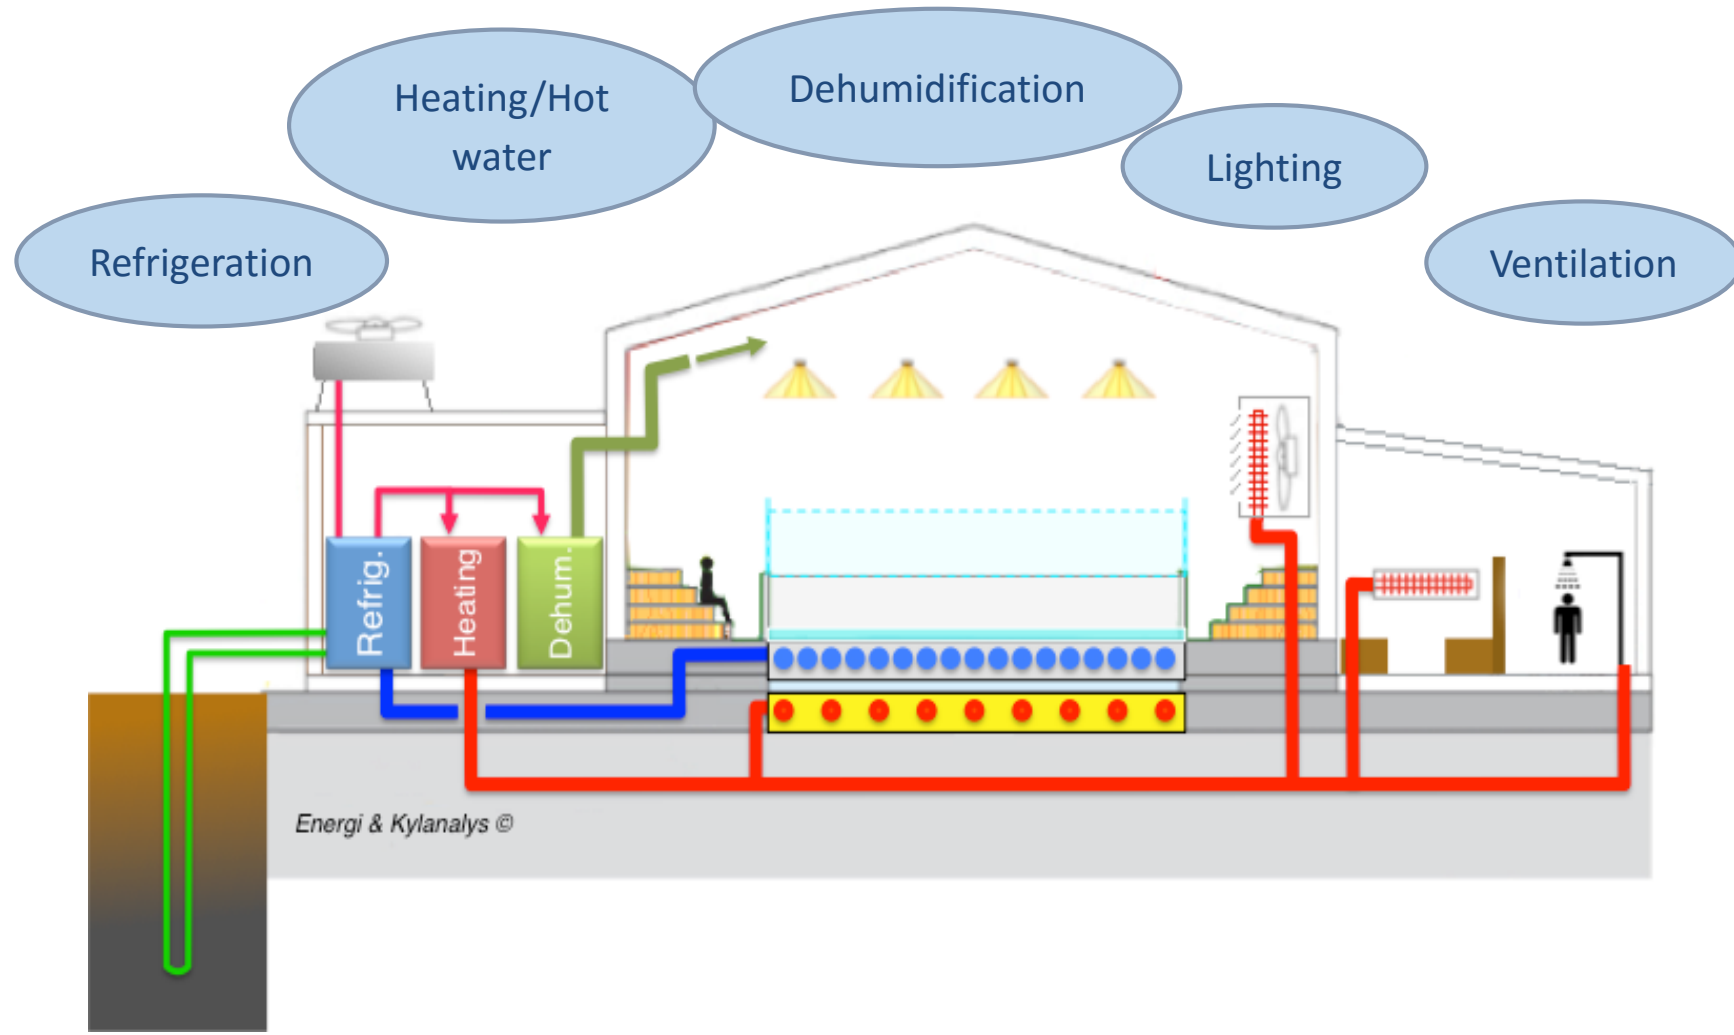 Dehumidification
Heating/Hot
water
Lighting
Refrigeration
Ventilation
Refrig.
Heating
Dehum.
Energi & Kylanalys ©